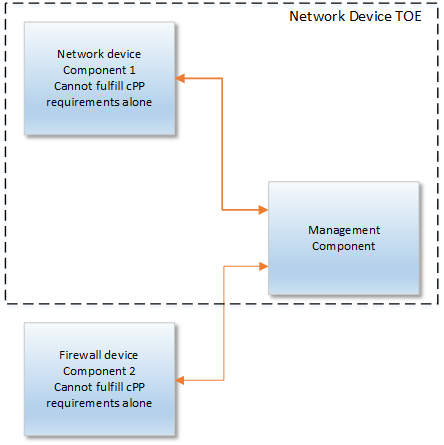 Network Device TOE
Network device
Component 1
Cannot fulfill cPP
requirements alone
Management
Component
Firewall device
Component 2
Cannot fulfill cPP
requirements alone